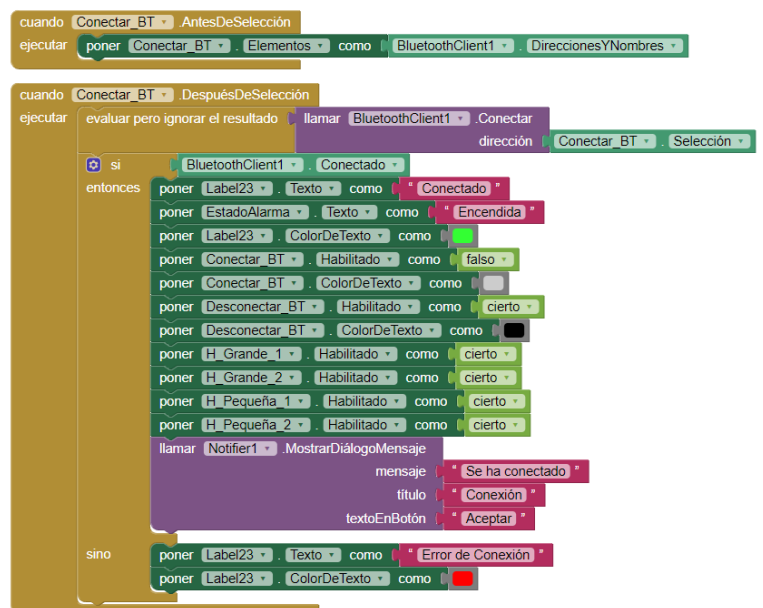 cuando Conectar_BT .AntesDeSelección
ejecutar poner Conectar_BT . Elementos como BluetoothClient1 . DireccionesYNombres
cuando Conectar_BT .DespuésDeSelección
ejecutar evaluar pero ignorar el resultado llamar BluetoothClient1 .Conectar
dirección Conectar_BT . Selección
si BluetoothClient1 . Conectado
entonces poner Label23 . Texto como " Conectado "
poner EstadoAlarma . Texto como " Encendida "
poner Label23 . ColorDeTexto como
poner Conectar_BT . Habilitado como falso
poner Conectar_BT . ColorDeTexto como
poner Desconectar_BT . Habilitado como cierto
poner Desconectar_BT . ColorDeTexto como
poner H_Grande_1 . Habilitado como cierto
poner H_Grande_2 . Habilitado como cierto
poner H_Pequeña_1 . Habilitado como cierto
poner H_Pequeña_2 . Habilitado como cierto
llamar Notifier1 .MostrarDiálogoMensaje
mensaje " Se ha conectado "
título " Conexión "
textoEnBotón " Aceptar "
sino poner Label23 . Texto como " Error de Conexión "
poner Label23 . ColorDeTexto como